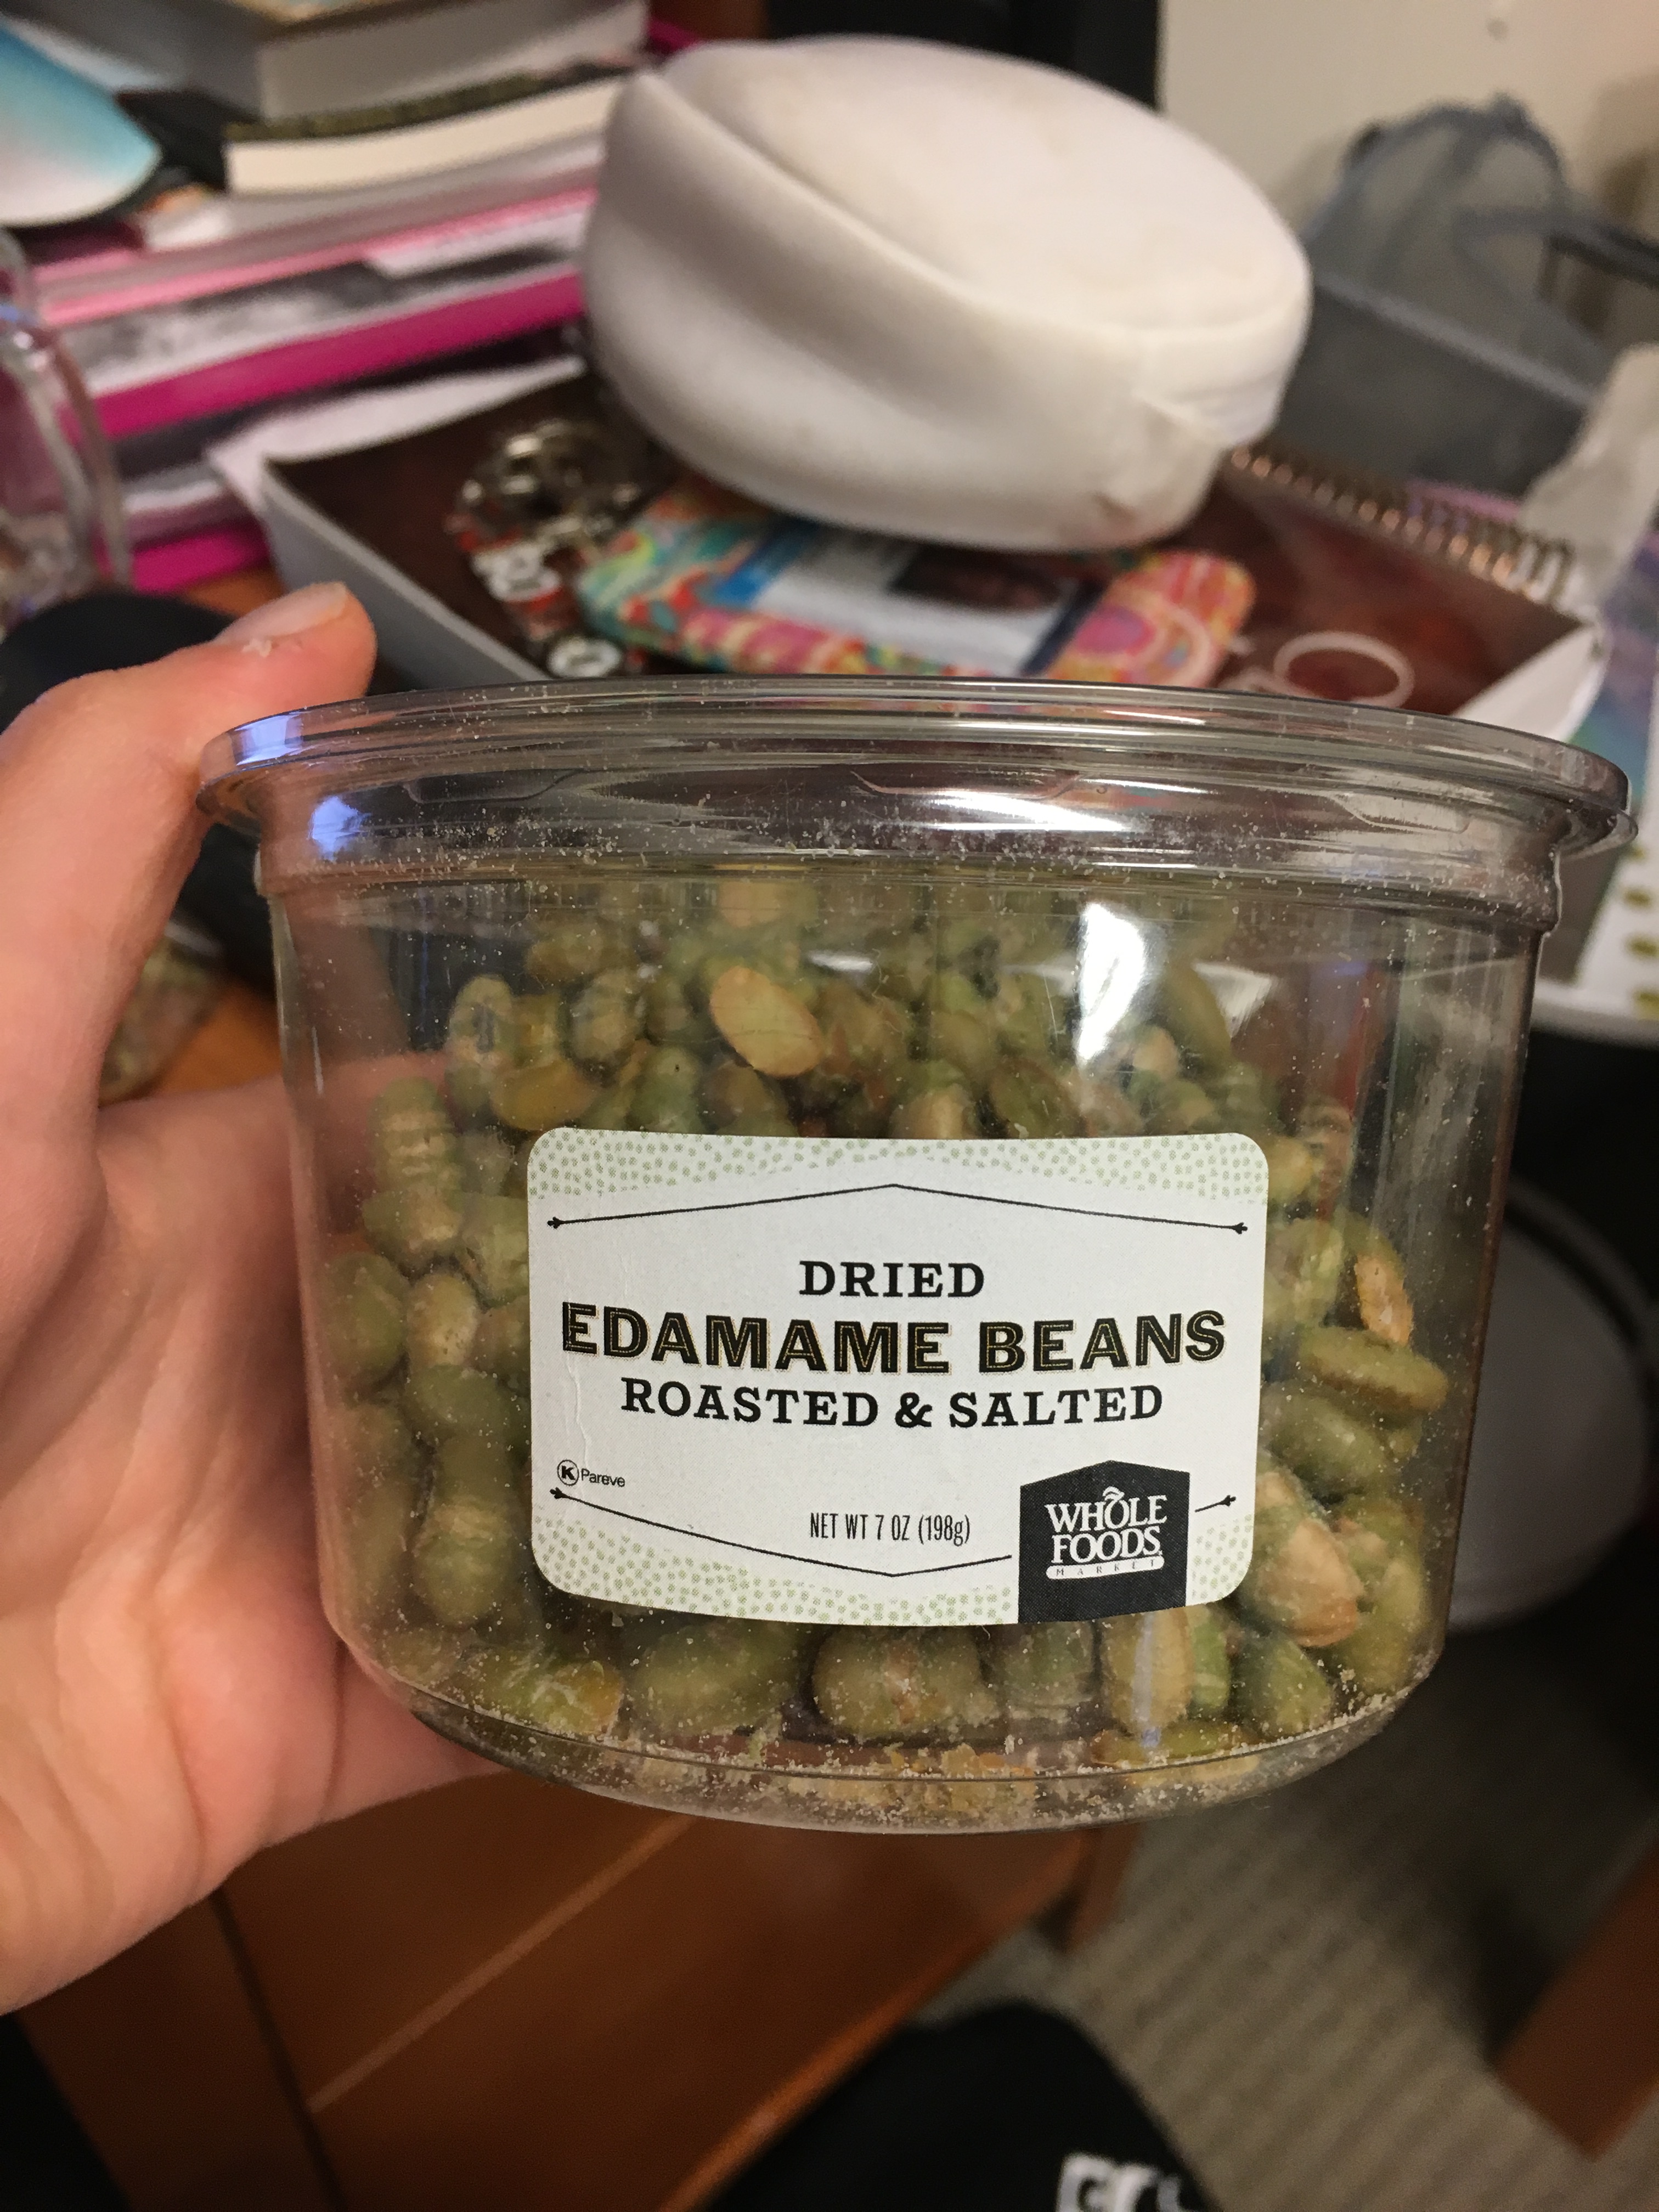 DRIED
EDAMAME BEANS
ROASTED & SALTED
K Pareve
NET WT 7 OZ (198g)
WHOLE
FOODS
MARKET